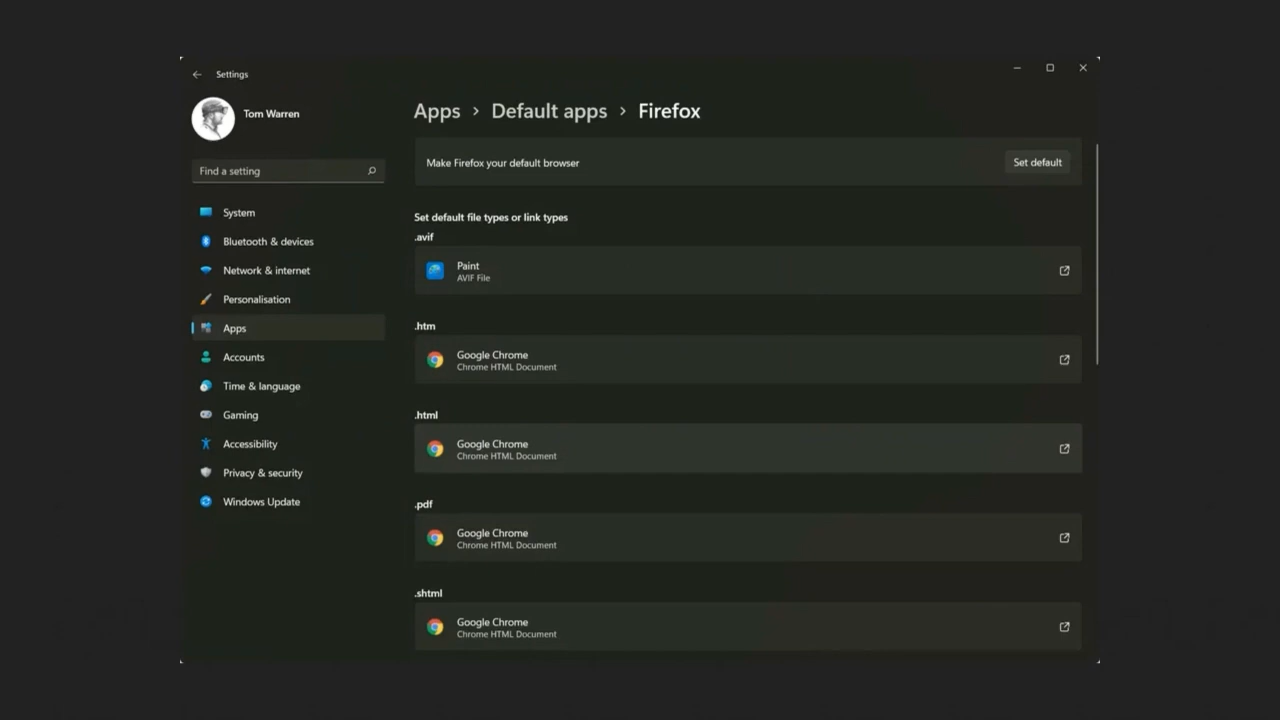 Settings
Tom Warren
Find a setting
System
Bluetooth & devices
Network & internet
Personalisation
Apps
Accounts
Time & language
Gaming
Accessibility
Privacy & security
Windows Update
Apps > Default apps > Firefox
Make Firefox your default browser
Set default
Set default file types or link types
.avif
Paint
AVIF File
.htm
Google Chrome
Chrome HTML Document
.html
Google Chrome
Chrome HTML Document
.pdf
Google Chrome
Chrome HTML Document
.shtml
Google Chrome
Chrome HTML Document